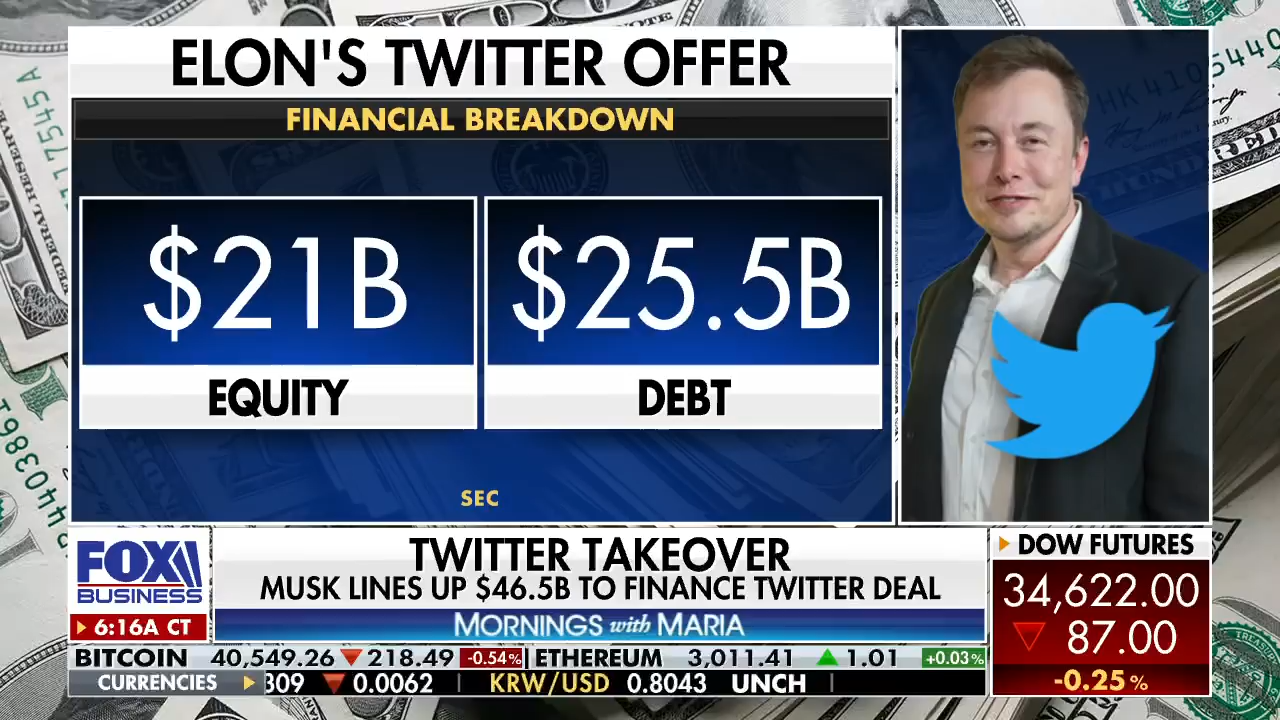 ELON'S TWITTER OFFER
FINANCIAL BREAKDOWN
$21B
EQUITY
$25.5B
DEBT
SEC
FOX
BUSINESS
6:16A CT
TWITTER TAKEOVER
MUSK LINES UP $46.5B TO FINANCE TWITTER DEAL
MORNINGS with MARIA
DOW FUTURES
34,622.00
87.00
-0.25%
BITCOIN 40,549.26 218.49 -0.54% ETHEREUM 3,011.41 1.01 +0.03%
CURRENCIES 309 0.0062 KRW/USD 0.8043 UNCH